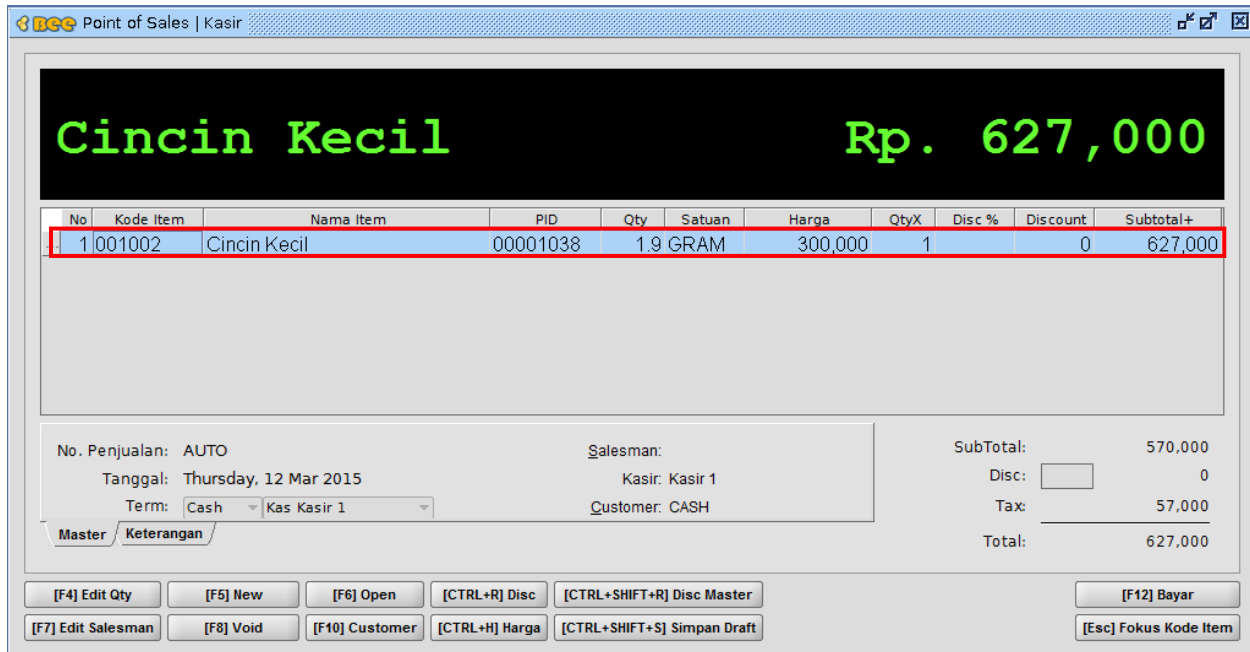 Bee Point of Sales | Kasir
Cincin Kecil Rp. 627,000
No Kode Item Nama Item PID Qty Satuan Harga QtyX Disc % Discount Subtotal+
1 001002 Cincin Kecil 00001038 1.9 GRAM 300,000 1 0 627,000
No. Penjualan: AUTO Salesman: SubTotal: 570,000
Tanggal: Thursday, 12 Mar 2015 Kasir: Kasir 1 Disc: 0
Term: Cash Kas Kasir 1 Customer: CASH Tax: 57,000
Master Keterangan Total: 627,000
[F4] Edit Qty [F5] New [F6] Open [CTRL+R] Disc [CTRL+SHIFT+R] Disc Master [F12] Bayar
[F7] Edit Salesman [F8] Void [F10] Customer [CTRL+H] Harga [CTRL+SHIFT+S] Simpan Draft [Esc] Fokus Kode Item